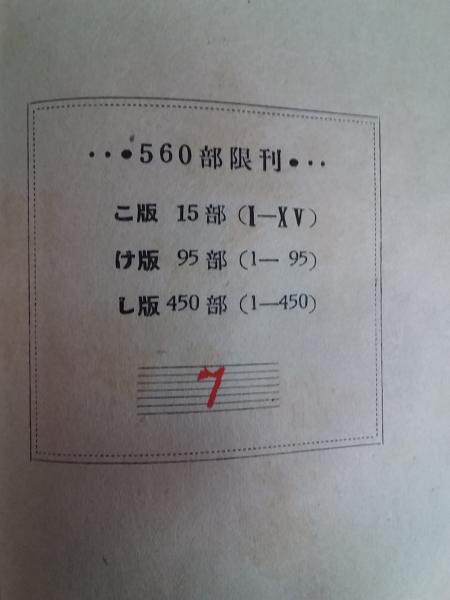 ··•560部限刊•··
こ版 15部 (I—XV)
け版 95部 (1—95)
し版 450部 (1—450)
7